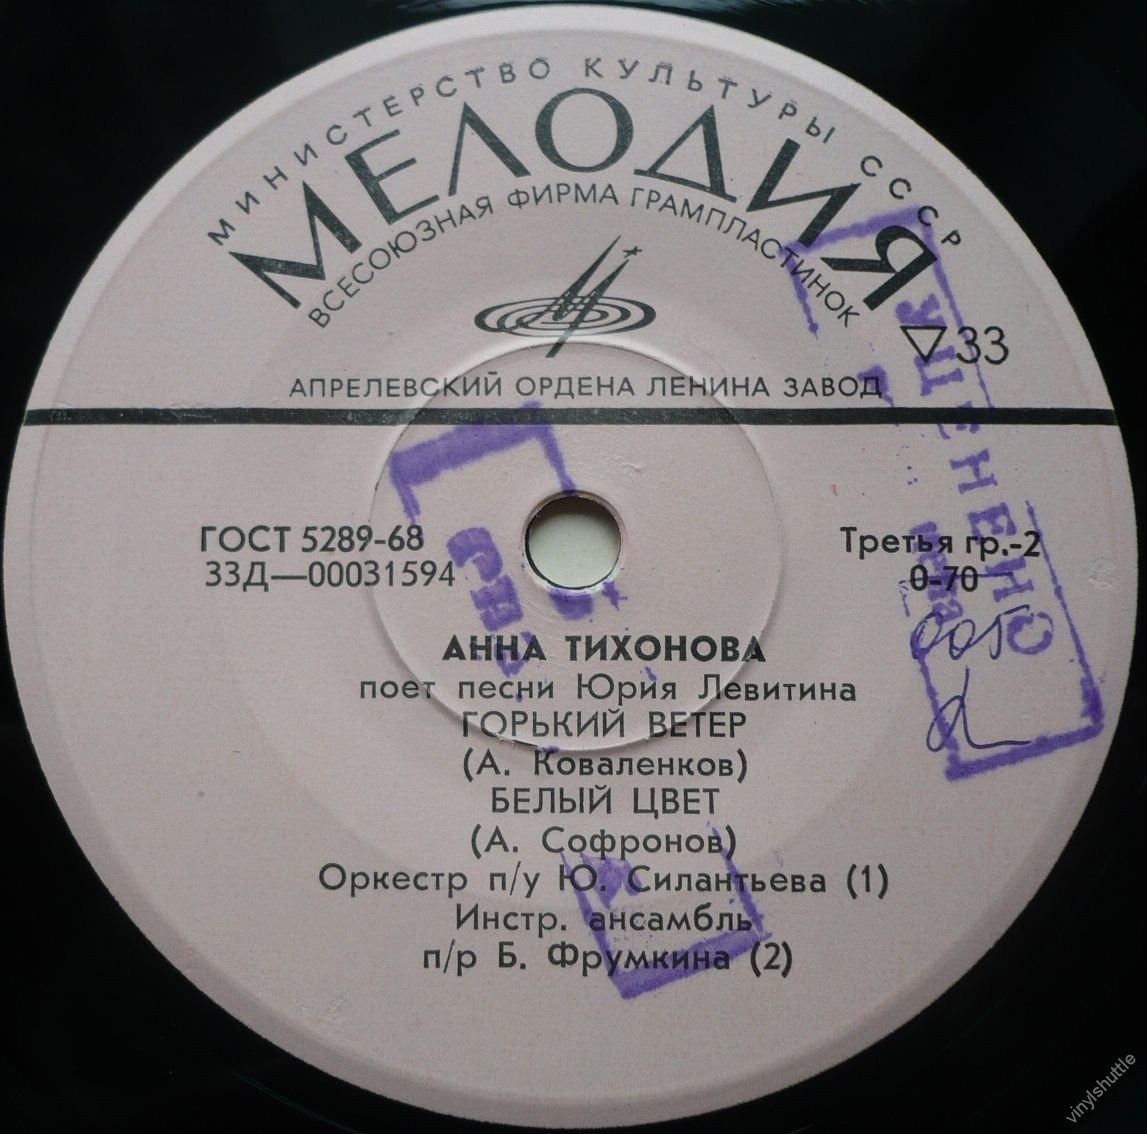 МИНИСТЕРСТВО КУЛЬТУРЫ СССР
МЕЛОДИЯ
ВСЕСОЮЗНАЯ ФИРМА ГРАМПЛАСТИНОК
▽33
АПРЕЛЕВСКИЙ ОРДЕНА ЛЕНИНА ЗАВОД
УЦЕНЕНО
ГОСТ 5289-68
33Д—00031594
Третья гр.-2
0-70
АННА ТИХОНОВА
поет песни Юрия Левитина
ГОРЬКИЙ ВЕТЕР
(А. Коваленков)
БЕЛЫЙ ЦВЕТ
(А. Софронов)
Оркестр п/у Ю. Силантьева (1)
Инстр. ансамбль
п/р Б. Фрумкина (2)
vinylshuttle